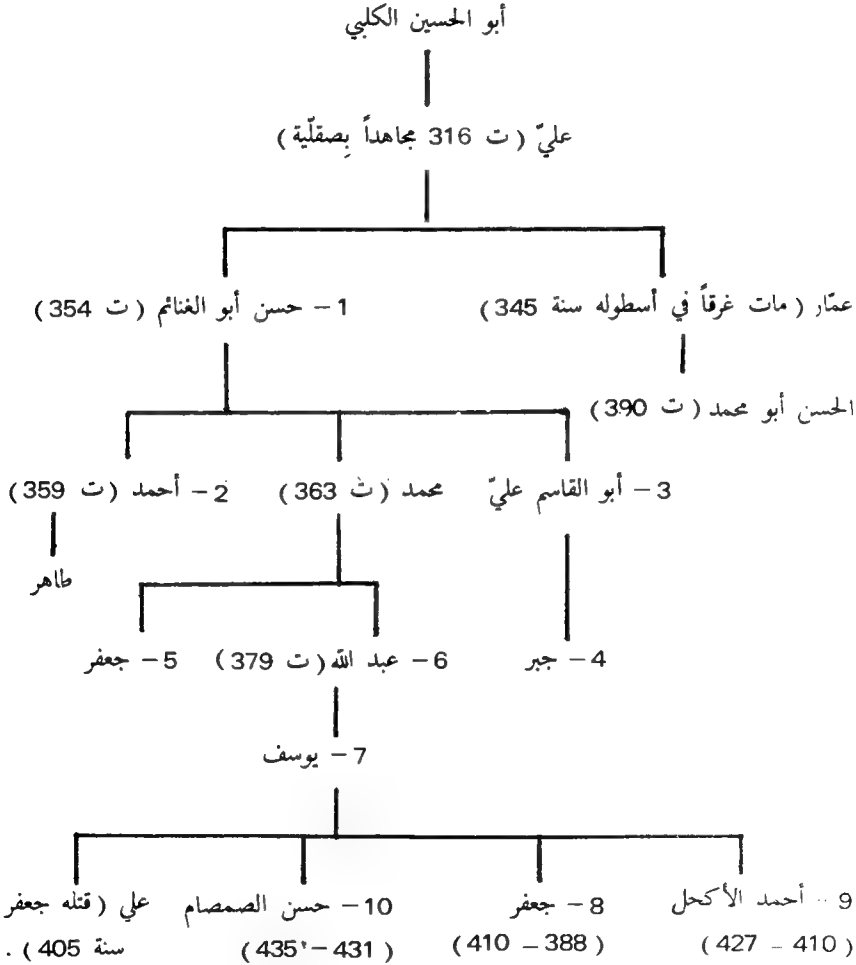 أبو الحسين الكلبي
عليّ ( ت 316 مجاهداً بِصقلّية )
عمّار ( مات غرقاً في أسطوله سنة 345 ) 1 – حسن أبو الغنائم ( ت 354 )
الحسن أبو محمد ( ت 390 )
3 – أبو القاسم عليّ محمد ( ت 363 ) 2 – أحمد ( ت 359 )
طاهر
4 – جبر 6 – عبد الله ( ت 379 ) 5 – جعفر
7 – يوسف
9 – أحمد الأكحل 8 – جعفر 10 – حسن الصمصام علي ( قتله جعفر
( 410 – 427 ) ( 388 – 410 ) ( 431 – 435 ) سنة 405 ) .